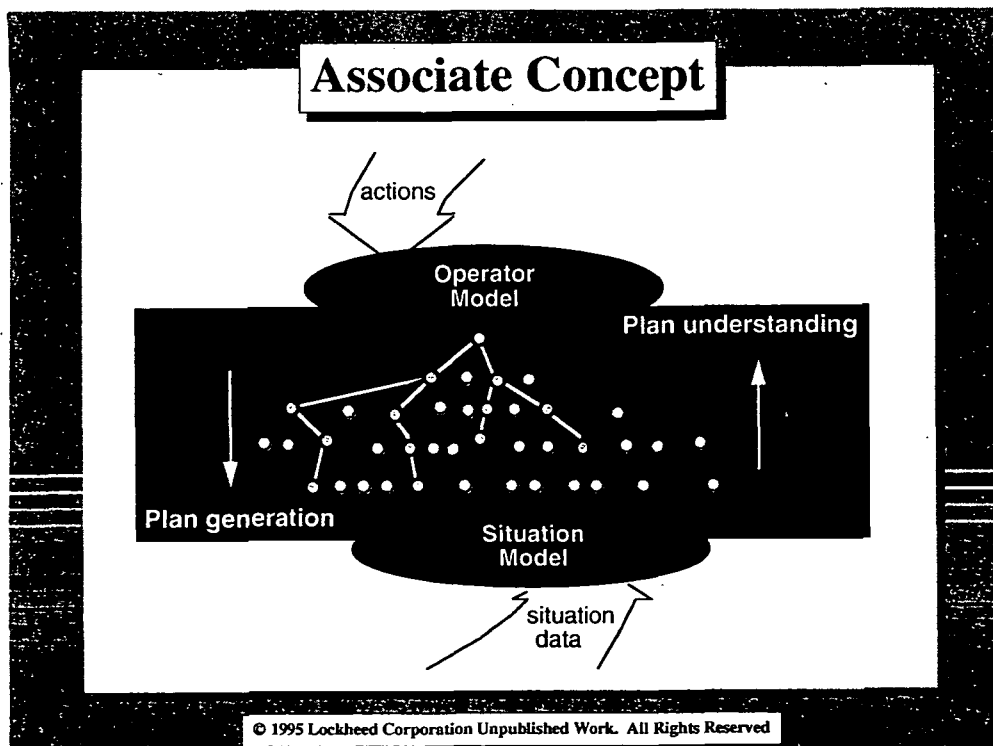 Associate Concept
actions
Operator
Model
Plan understanding
Plan generation
Situation
Model
situation
data
© 1995 Lockheed Corporation Unpublished Work. All Rights Reserved